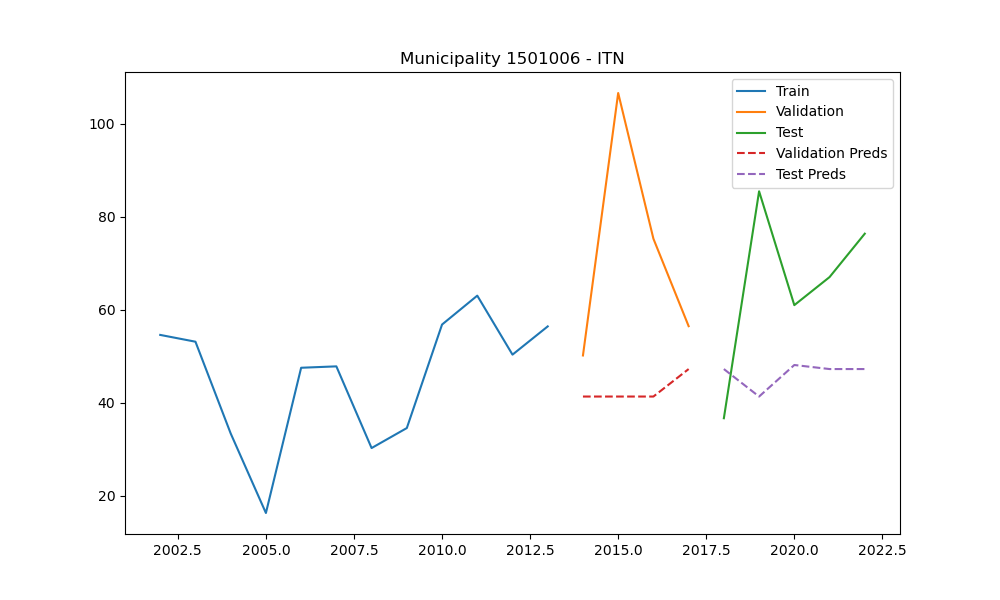 Municipality 1501006 - ITN
Train
Validation
Test
Validation Preds
Test Preds
100
80
60
40
20
2002.5 2005.0 2007.5 2010.0 2012.5 2015.0 2017.5 2020.0 2022.5